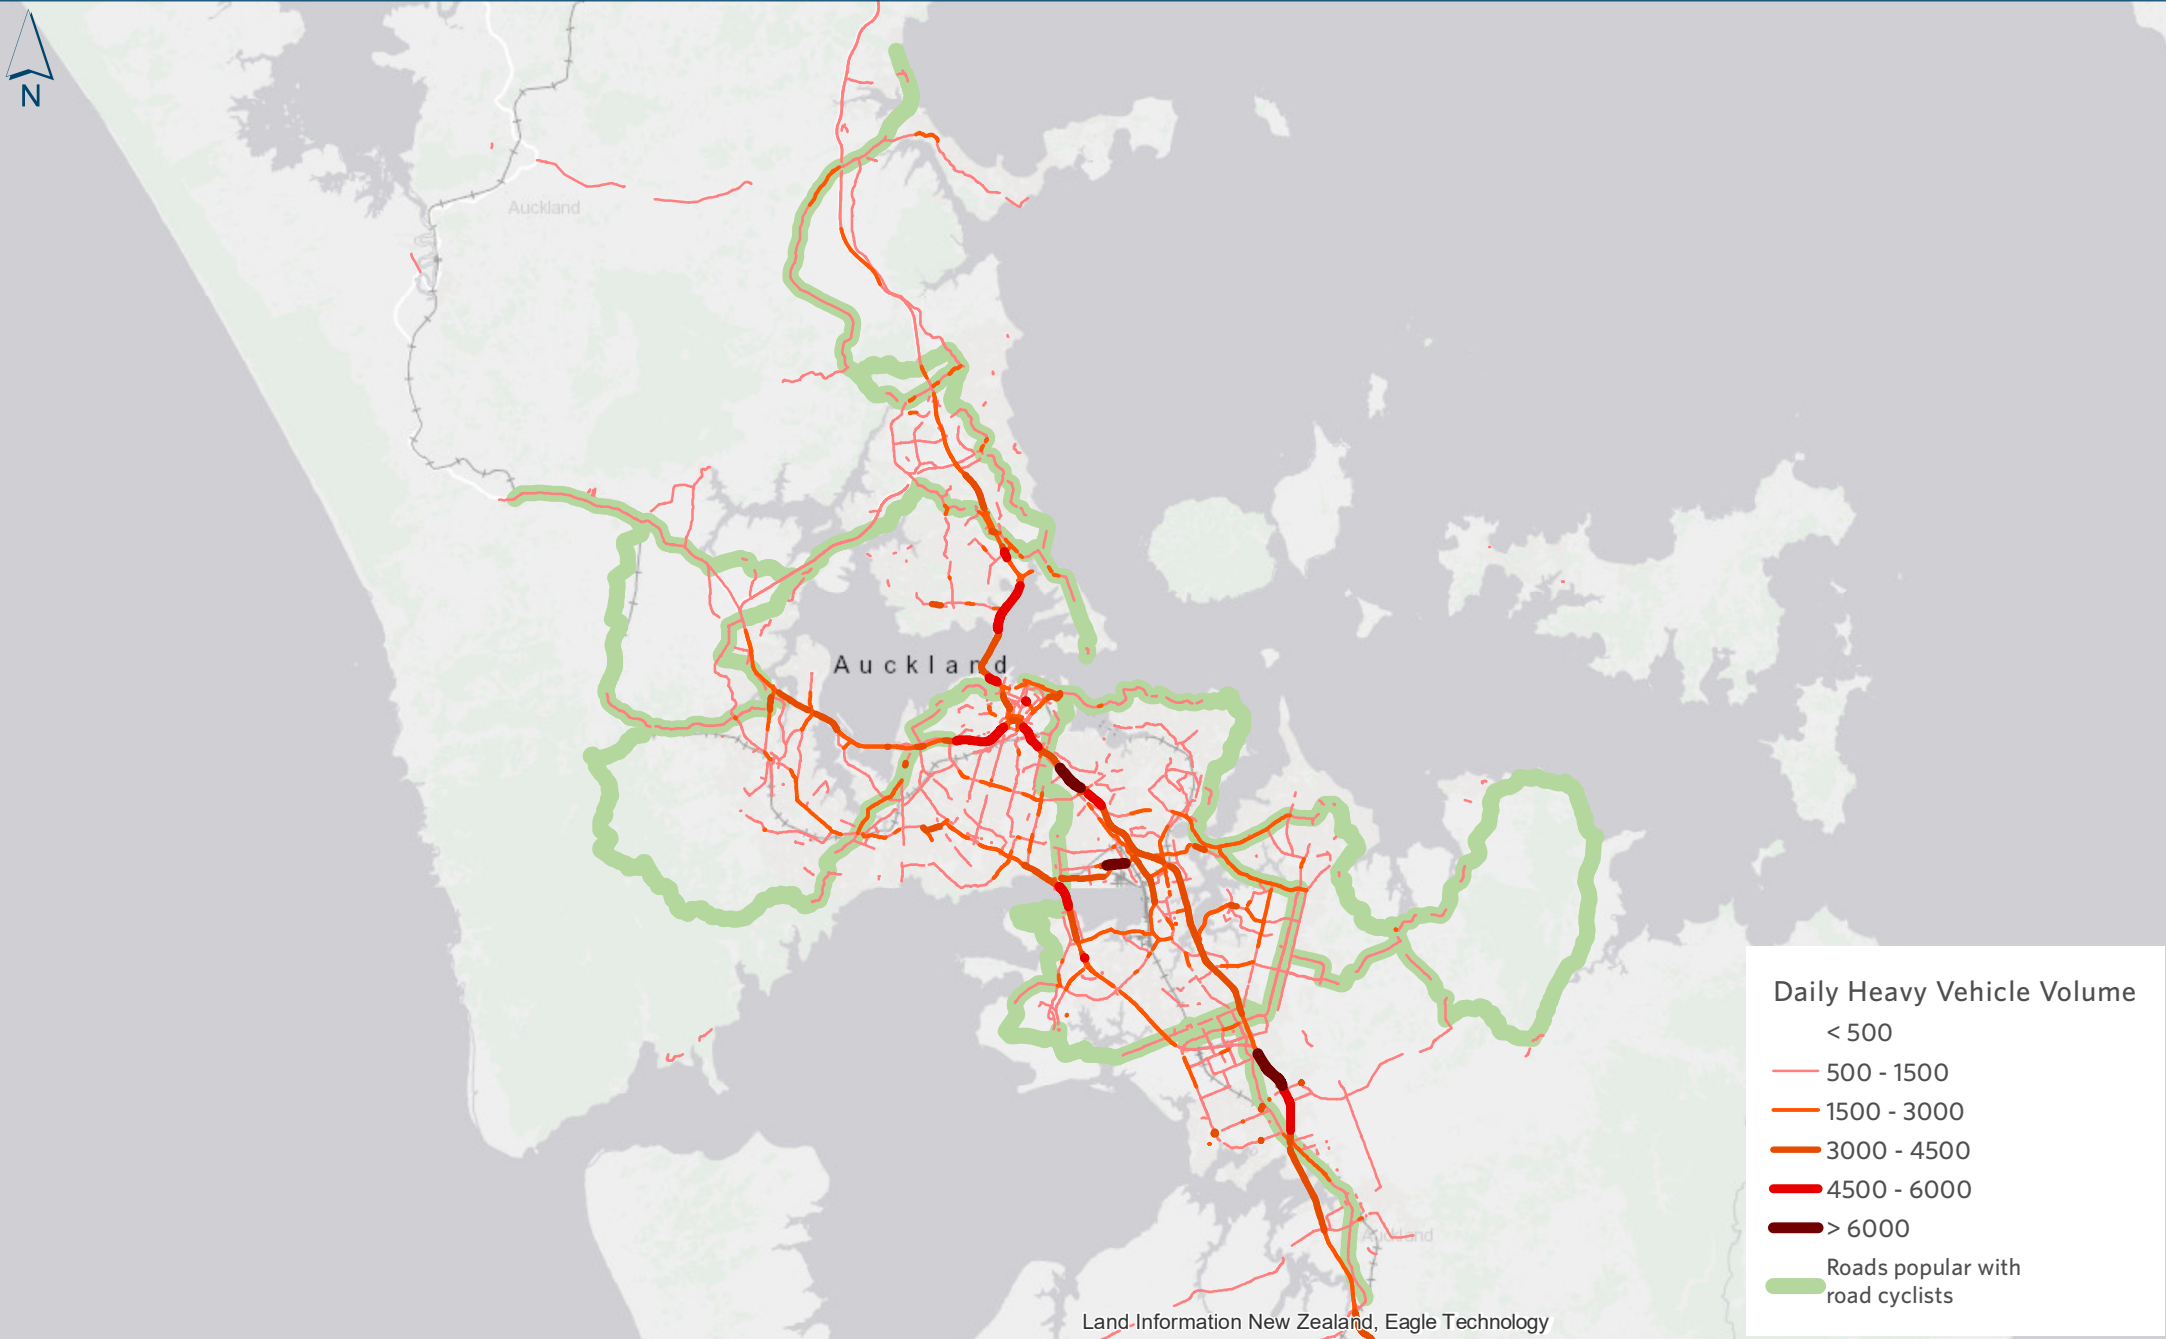 N
Auckland
Auckland
Auckland
Land Information New Zealand, Eagle Technology
Daily Heavy Vehicle Volume
< 500
500 - 1500
1500 - 3000
3000 - 4500
4500 - 6000
> 6000
Roads popular with
road cyclists